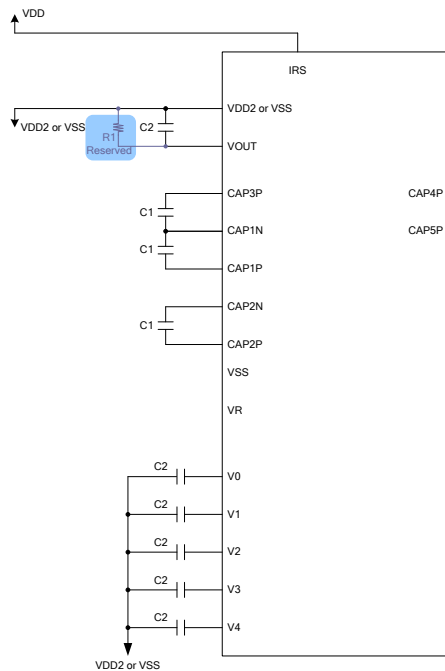 VDD
IRS
VDD2 or VSS
VDD2 or VSS
R1
Reserved
C2
VOUT
CAP3P
CAP4P
C1
CAP1N
CAP5P
C1
CAP1P
CAP2N
C1
CAP2P
VSS
VR
C2
V0
C2
V1
C2
V2
C2
V3
C2
V4
VDD2 or VSS